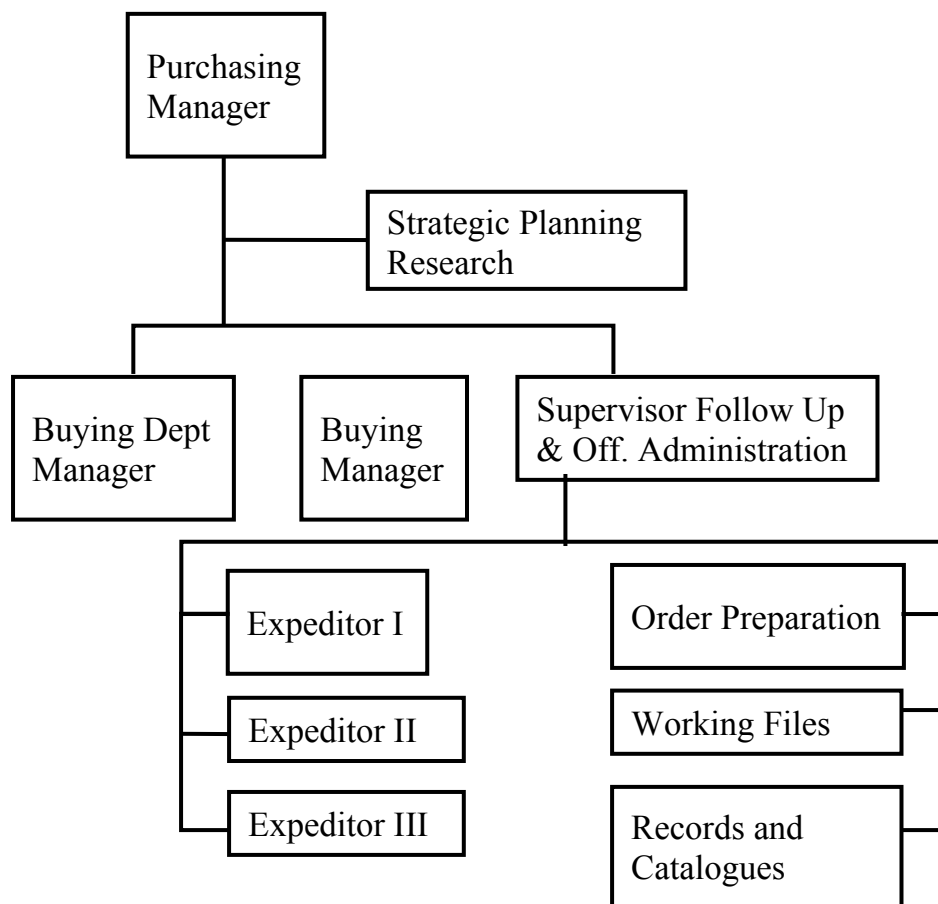 Purchasing
Manager
Strategic Planning
Research
Buying Dept
Manager
Buying
Manager
Supervisor Follow Up
& Off. Administration
Expeditor I
Order Preparation
Expeditor II
Working Files
Expeditor III
Records and
Catalogues